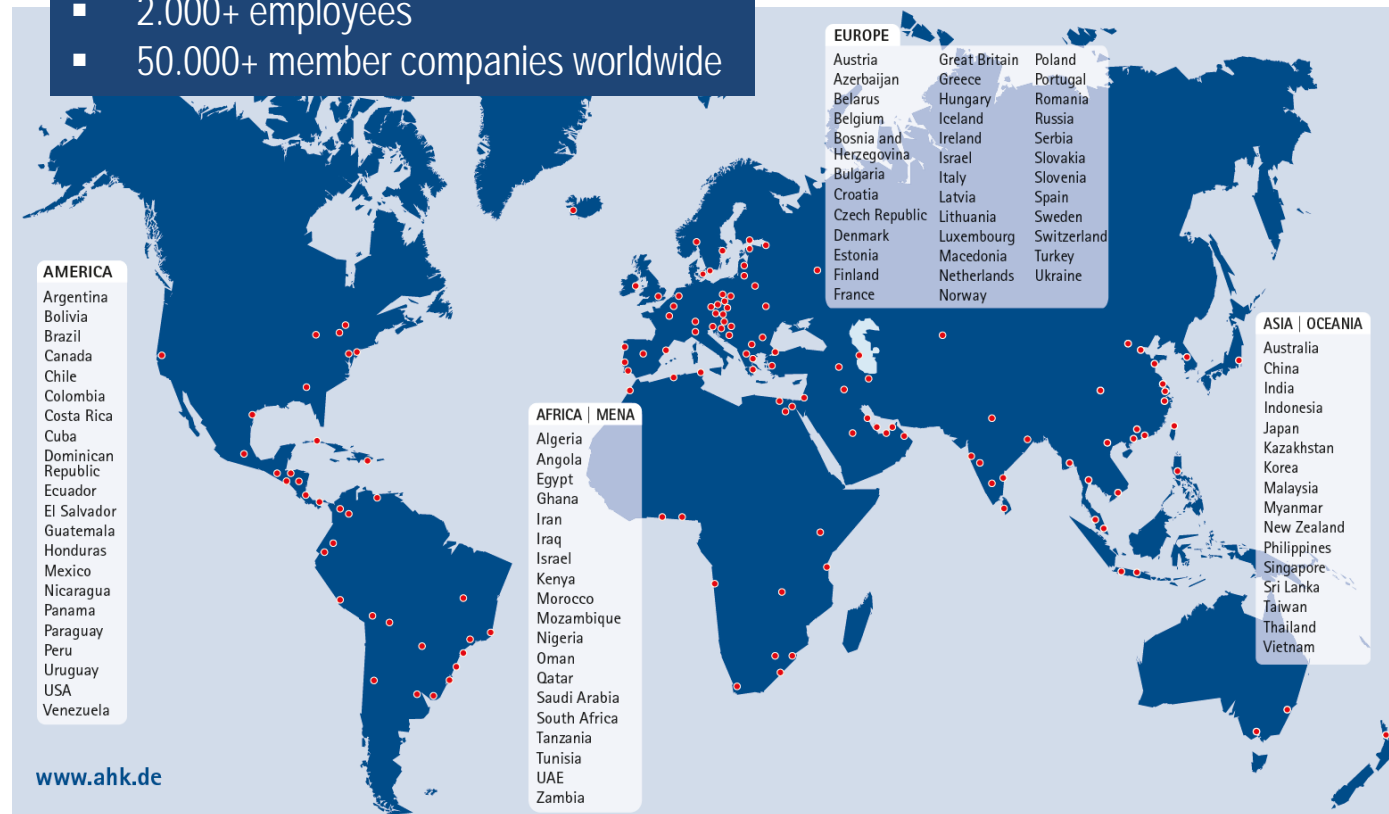 ▪ 2.000+ employees
▪ 50.000+ member companies worldwide
EUROPE
Austria
Azerbaijan
Belarus
Belgium
Bosnia and
Herzegovina
Bulgaria
Croatia
Czech Republic
Denmark
Estonia
Finland
France
Great Britain
Greece
Hungary
Iceland
Ireland
Israel
Italy
Latvia
Lithuania
Luxembourg
Macedonia
Netherlands
Norway
Poland
Portugal
Romania
Russia
Serbia
Slovakia
Slovenia
Spain
Sweden
Switzerland
Turkey
Ukraine
AMERICA
Argentina
Bolivia
Brazil
Canada
Chile
Colombia
Costa Rica
Cuba
Dominican
Republic
Ecuador
El Salvador
Guatemala
Honduras
Mexico
Nicaragua
Panama
Paraguay
Peru
Uruguay
USA
Venezuela
AFRICA | MENA
Algeria
Angola
Egypt
Ghana
Iran
Iraq
Israel
Kenya
Morocco
Mozambique
Nigeria
Oman
Qatar
Saudi Arabia
South Africa
Tanzania
Tunisia
UAE
Zambia
ASIA | OCEANIA
Australia
China
India
Indonesia
Japan
Kazakhstan
Korea
Malaysia
Myanmar
New Zealand
Philippines
Singapore
Sri Lanka
Taiwan
Thailand
Vietnam
www.ahk.de